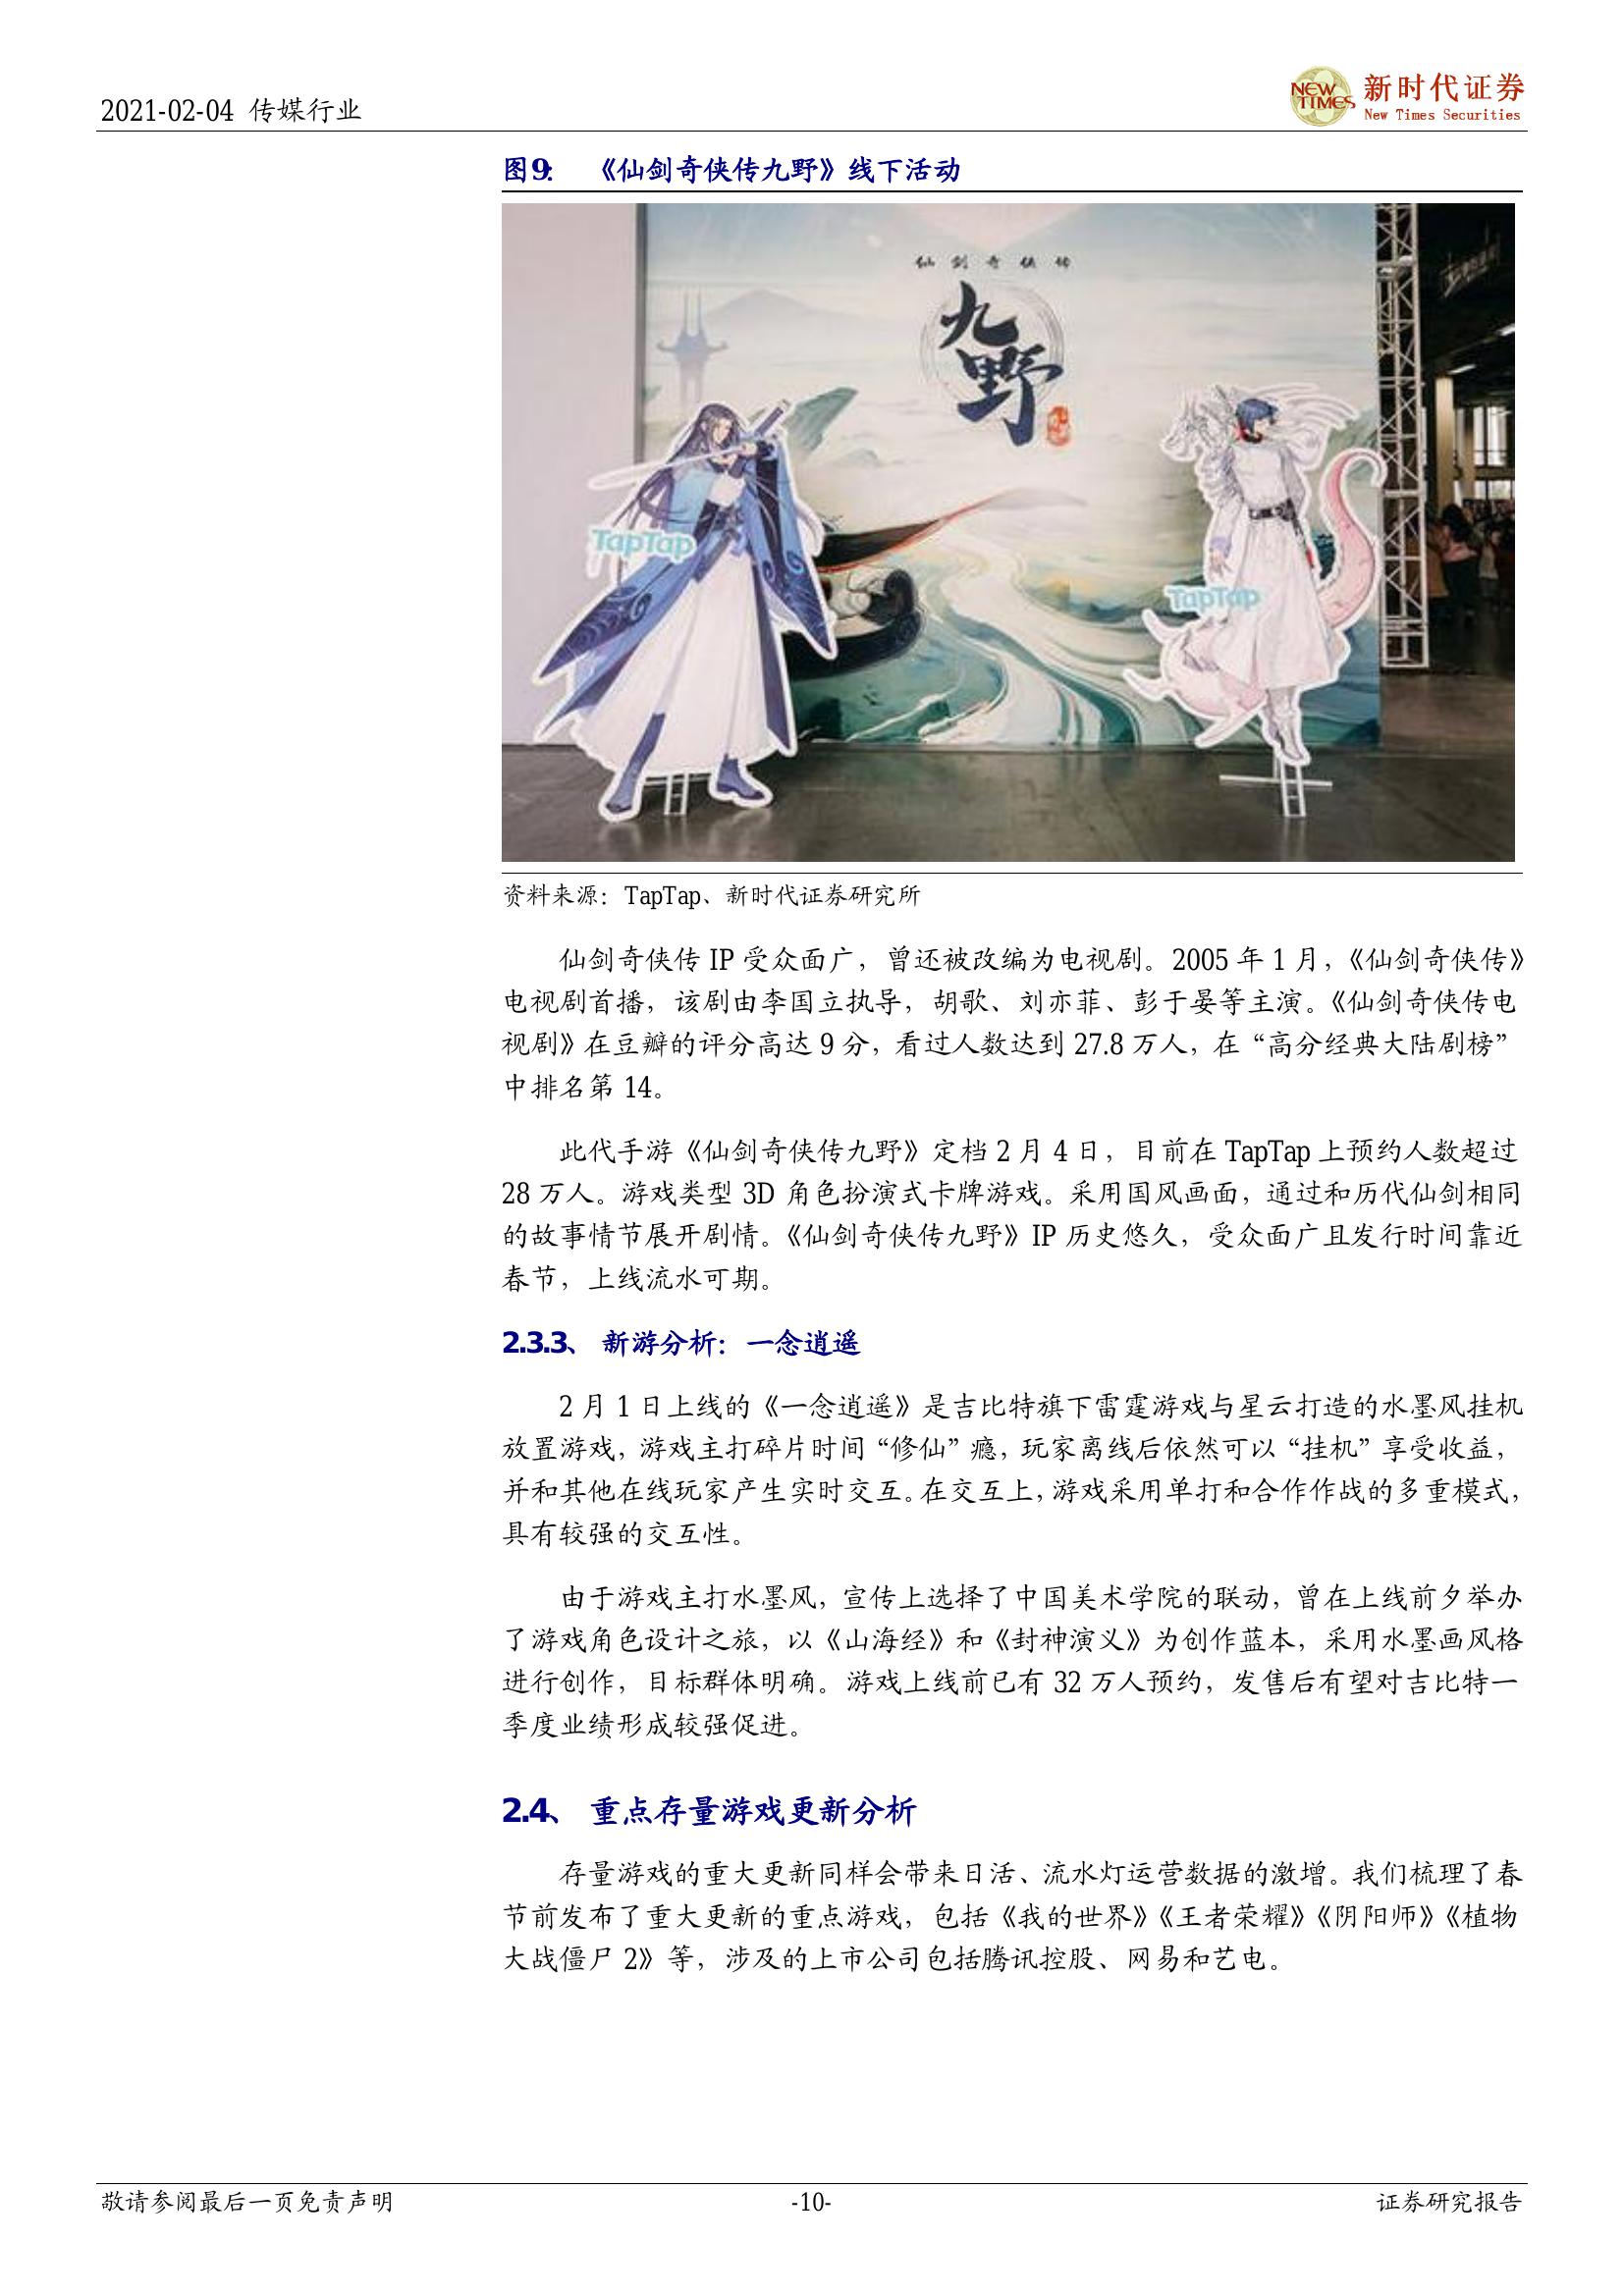 2021-02-04 传媒行业
NEW TIMES 新时代证券
New Times Securities
图9： 《仙剑奇侠传九野》线下活动
仙剑奇侠传
九
野
TapTap
TapTap
资料来源：TapTap、新时代证券研究所
仙剑奇侠传 IP 受众面广，曾还被改编为电视剧。2005 年 1 月，《仙剑奇侠传》
电视剧首播，该剧由李国立执导，胡歌、刘亦菲、彭于晏等主演。《仙剑奇侠传电
视剧》在豆瓣的评分高达 9 分，看过人数达到 27.8 万人，在“高分经典大陆剧榜”
中排名第 14。
此代手游《仙剑奇侠传九野》定档 2 月 4 日，目前在 TapTap 上预约人数超过
28 万人。游戏类型 3D 角色扮演式卡牌游戏。采用国风画面，通过和历代仙剑相同
的故事情节展开剧情。《仙剑奇侠传九野》IP 历史悠久，受众面广且发行时间靠近
春节，上线流水可期。
2.3.3、 新游分析：一念逍遥
2 月 1 日上线的《一念逍遥》是吉比特旗下雷霆游戏与星云打造的水墨风挂机
放置游戏，游戏主打碎片时间“修仙”瘾，玩家离线后依然可以“挂机”享受收益，
并和其他在线玩家产生实时交互。在交互上，游戏采用单打和合作作战的多重模式，
具有较强的交互性。
由于游戏主打水墨风，宣传上选择了中国美术学院的联动，曾在上线前夕举办
了游戏角色设计之旅，以《山海经》和《封神演义》为创作蓝本，采用水墨画风格
进行创作，目标群体明确。游戏上线前已有 32 万人预约，发售后有望对吉比特一
季度业绩形成较强促进。
2.4、 重点存量游戏更新分析
存量游戏的重大更新同样会带来日活、流水灯运营数据的激增。我们梳理了春
节前发布了重大更新的重点游戏，包括《我的世界》《王者荣耀》《阴阳师》《植物
大战僵尸 2》等，涉及的上市公司包括腾讯控股、网易和艺电。
敬请参阅最后一页免责声明 -10- 证券研究报告